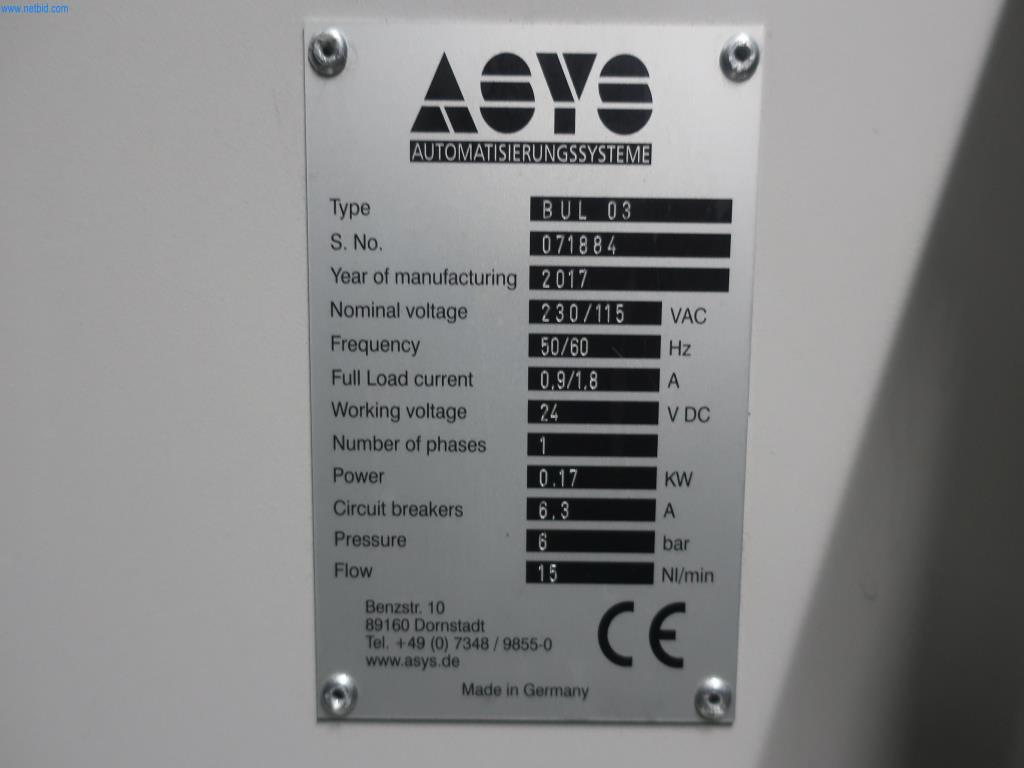 www.netbid.com
ASYS
AUTOMATISIERUNGSSYSTEME
Type BUL 03
S. No. 071884
Year of manufacturing 2017
Nominal voltage 230/115 VAC
Frequency 50/60 Hz
Full Load current 0,9/1,8 A
Working voltage 24 V DC
Number of phases 1
Power 0.17 KW
Circuit breakers 6,3 A
Pressure 6 bar
Flow 15 Nl/min
Benzstr. 10
89160 Dornstadt
Tel. +49 (0) 7348 / 9855-0
www.asys.de
CE
Made in Germany